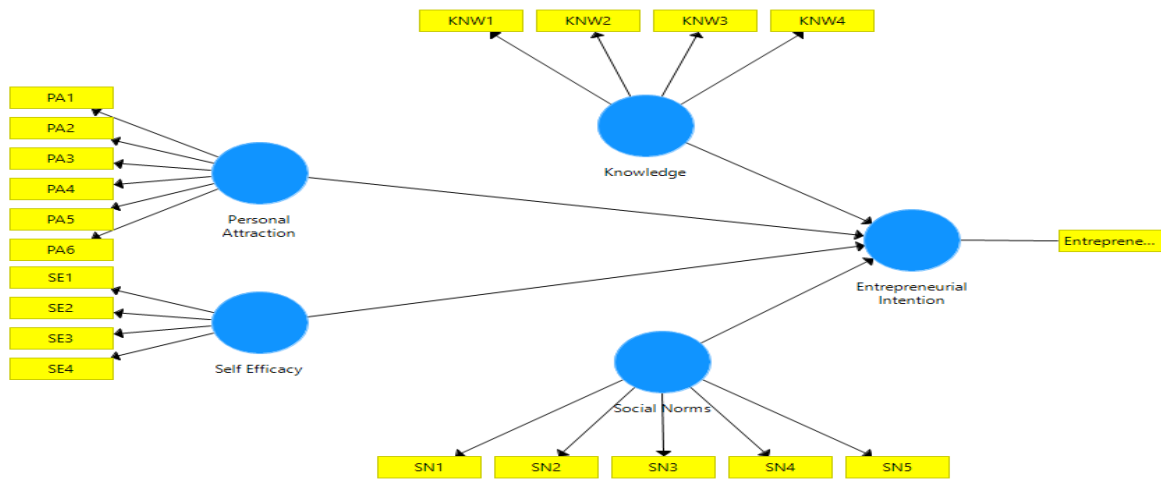 KNW1
KNW2
KNW3
KNW4
PA1
PA2
PA3
PA4
PA5
PA6
Personal
Attraction
Knowledge
Entrepreneurial
Intention
Entreprene...
SE1
SE2
SE3
SE4
Self Efficacy
Social Norms
SN1
SN2
SN3
SN4
SN5